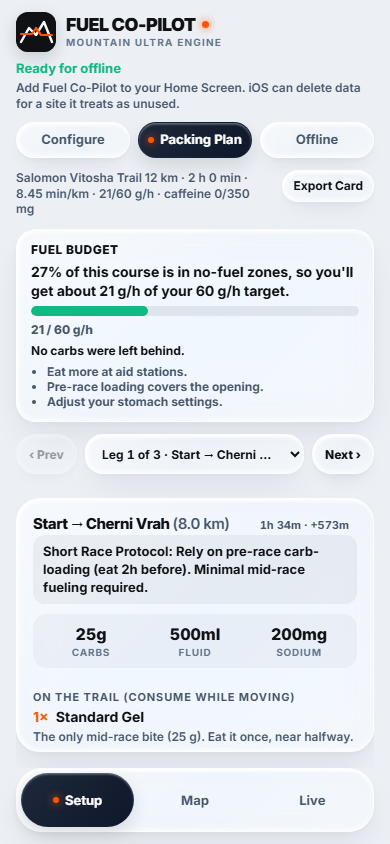 FUEL CO-PILOT
MOUNTAIN ULTRA ENGINE
Ready for offline
Add Fuel Co-Pilot to your Home Screen. iOS can delete data
for a site it treats as unused.
Configure
Packing Plan
Offline
Salomon Vitosha Trail 12 km · 2 h 0 min ·
8.45 min/km · 21/60 g/h · caffeine 0/350
mg
Export Card
FUEL BUDGET
27% of this course is in no-fuel zones, so you'll
get about 21 g/h of your 60 g/h target.
21 / 60 g/h
No carbs were left behind.
• Eat more at aid stations.
• Pre-race loading covers the opening.
• Adjust your stomach settings.
‹ Prev
Leg 1 of 3 · Start → Cherni ...
Next ›
Start → Cherni Vrah (8.0 km)
1h 34m · +573m
Short Race Protocol: Rely on pre-race carb-
loading (eat 2h before). Minimal mid-race
fueling required.
25g
500ml
200mg
CARBS
FLUID
SODIUM
ON THE TRAIL (CONSUME WHILE MOVING)
1× Standard Gel
The only mid-race bite (25 g). Eat it once, near halfway.
Setup
Map
Live